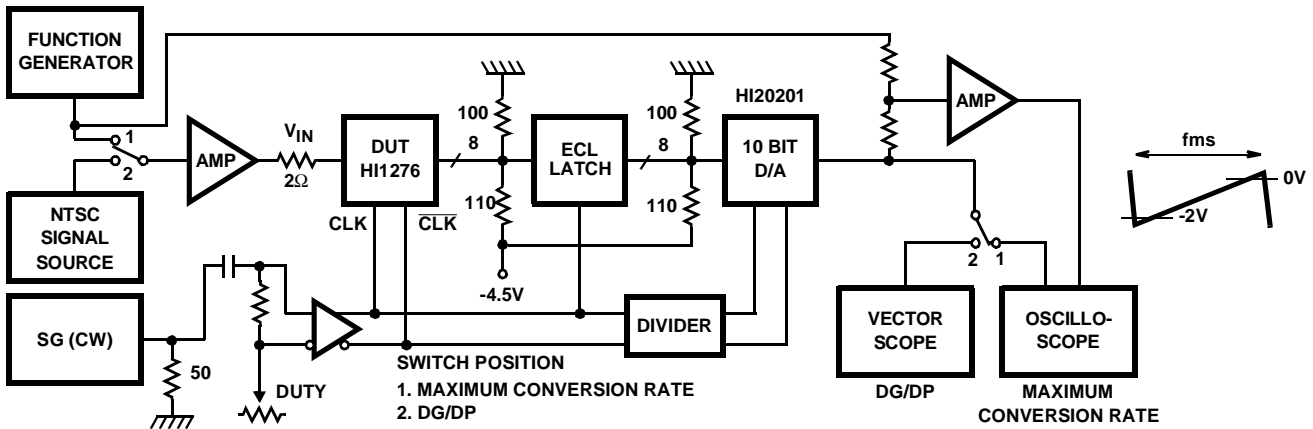 FUNCTION
GENERATOR
1
2
NTSC
SIGNAL
SOURCE
SG (CW)
50
AMP
VIN
2Ω
DUT
HI1276
CLK
CLK
8
100
110
-4.5V
ECL
LATCH
8
100
110
HI20201
10 BIT
D/A
DIVIDER
DUTY
SWITCH POSITION
1. MAXIMUM CONVERSION RATE
2. DG/DP
AMP
2
1
VECTOR
SCOPE
DG/DP
OSCILLO-
SCOPE
MAXIMUM
CONVERSION RATE
fms
0V
-2V